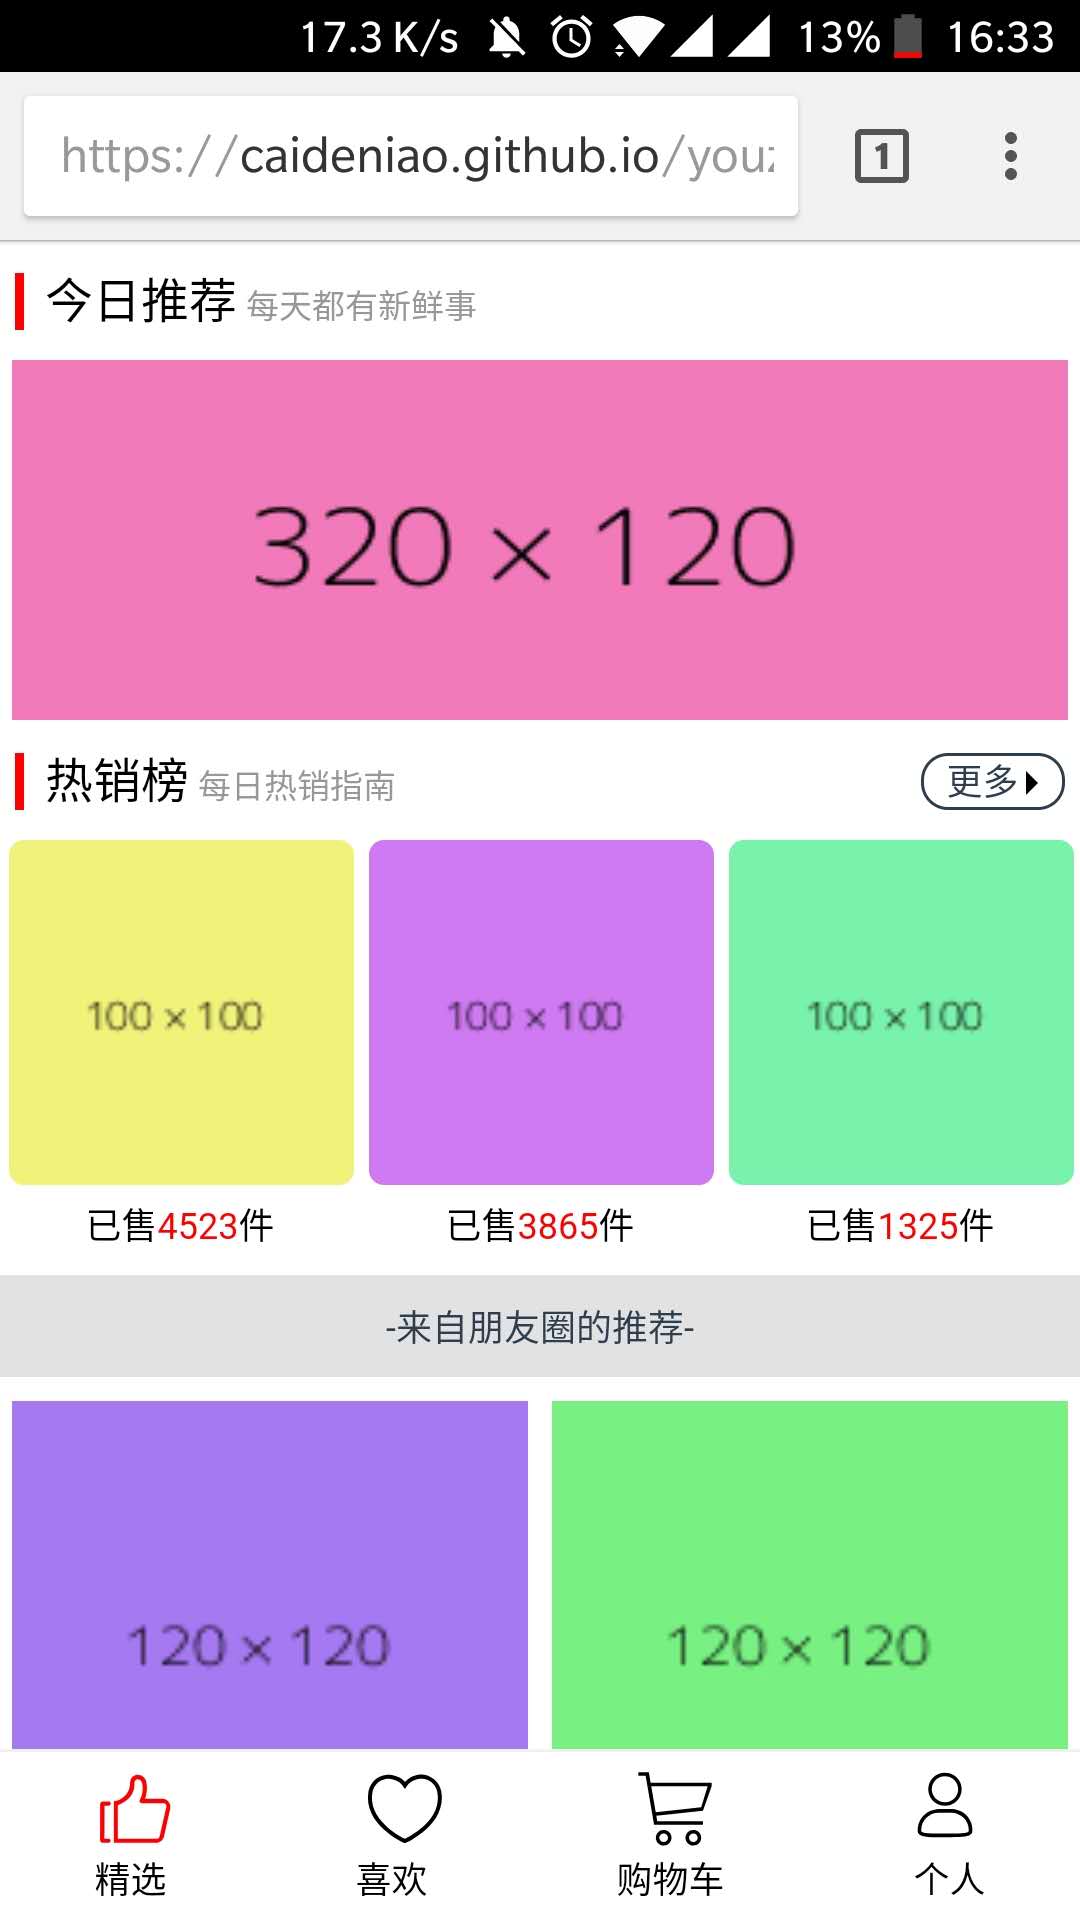 17.3 K/s 13% 16:33
https://caideniao.github.io/youz
1
今日推荐 每天都有新鲜事
320 × 120
热销榜 每日热销指南 更多
100 × 100 100 × 100 100 × 100
已售4523件 已售3865件 已售1325件
-来自朋友圈的推荐-
120 × 120 120 × 120
精选 喜欢 购物车 个人